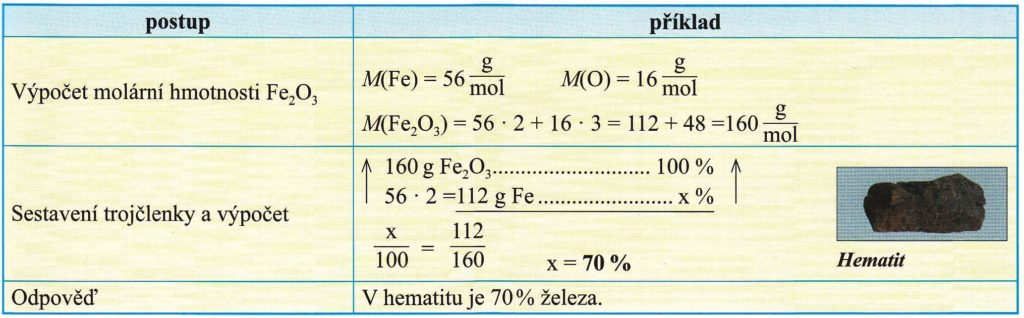 postup příklad
Výpočet molární hmotnosti Fe₂O₃
M(Fe) = 56 g/mol M(O) = 16 g/mol
M(Fe₂O₃) = 56 · 2 + 16 · 3 = 112 + 48 =160 g/mol
Sestavení trojčlenky a výpočet
↑ 160 g Fe₂O₃............................. 100 % ↑
56 · 2 =112 g Fe......................... x %
x/100 = 112/160 x = 70 %
Hematit
Odpověď V hematitu je 70 % železa.